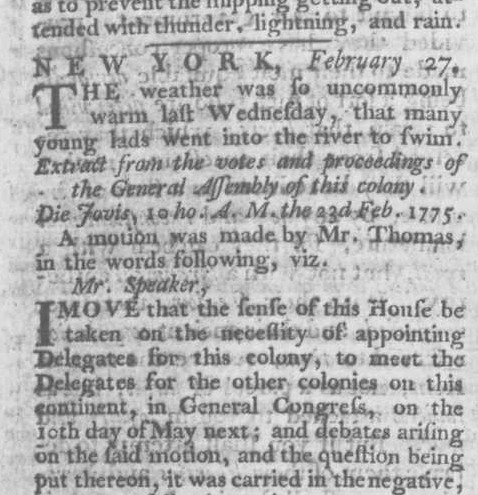 as to prevent the shipping getting out, at-
tended with thunder, lightning, and rain.
NEW YORK, February 27.
THE weather was ſo uncommonly
warm laſt Wedneſday, that many
young lads went into the river to ſwim.
Extract from the votes and proceedings of
the General Aſſembly of this colony.
Die Jovis, 10 ho. A. M. the 23d Feb. 1775.
A motion was made by Mr. Thomas,
in the words following, viz.
Mr. Speaker,
I MOVE that the ſenſe of this Houſe be
taken on the neceſſity of appointing
Delegates for this colony, to meet the
Delegates for the other colonies on this
continent, in General Congreſs, on the
10th day of May next; and debates ariſing
on the ſaid motion, and the queſtion being
put thereon, it was carried in the negative,